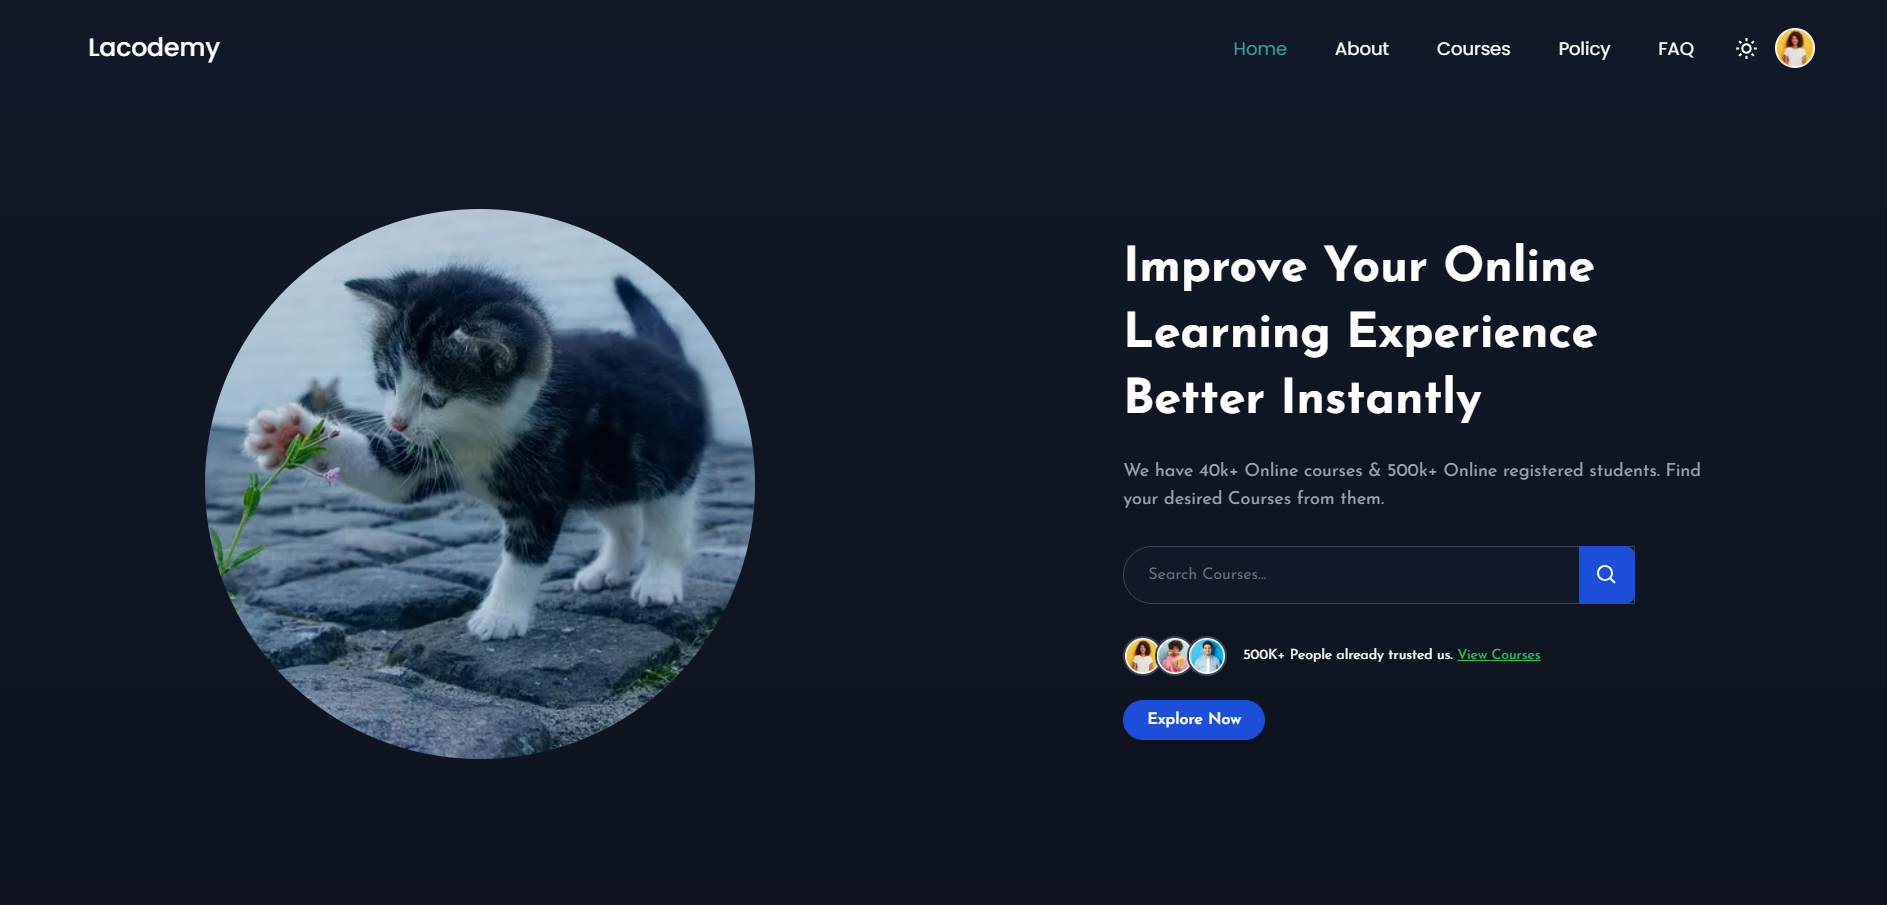 Lacodemy
Home
About
Courses
Policy
FAQ
Improve Your Online
Learning Experience
Better Instantly
We have 40k+ Online courses & 500k+ Online registered students. Find
your desired Courses from them.
Search Courses...
500K+ People already trusted us. View Courses
Explore Now